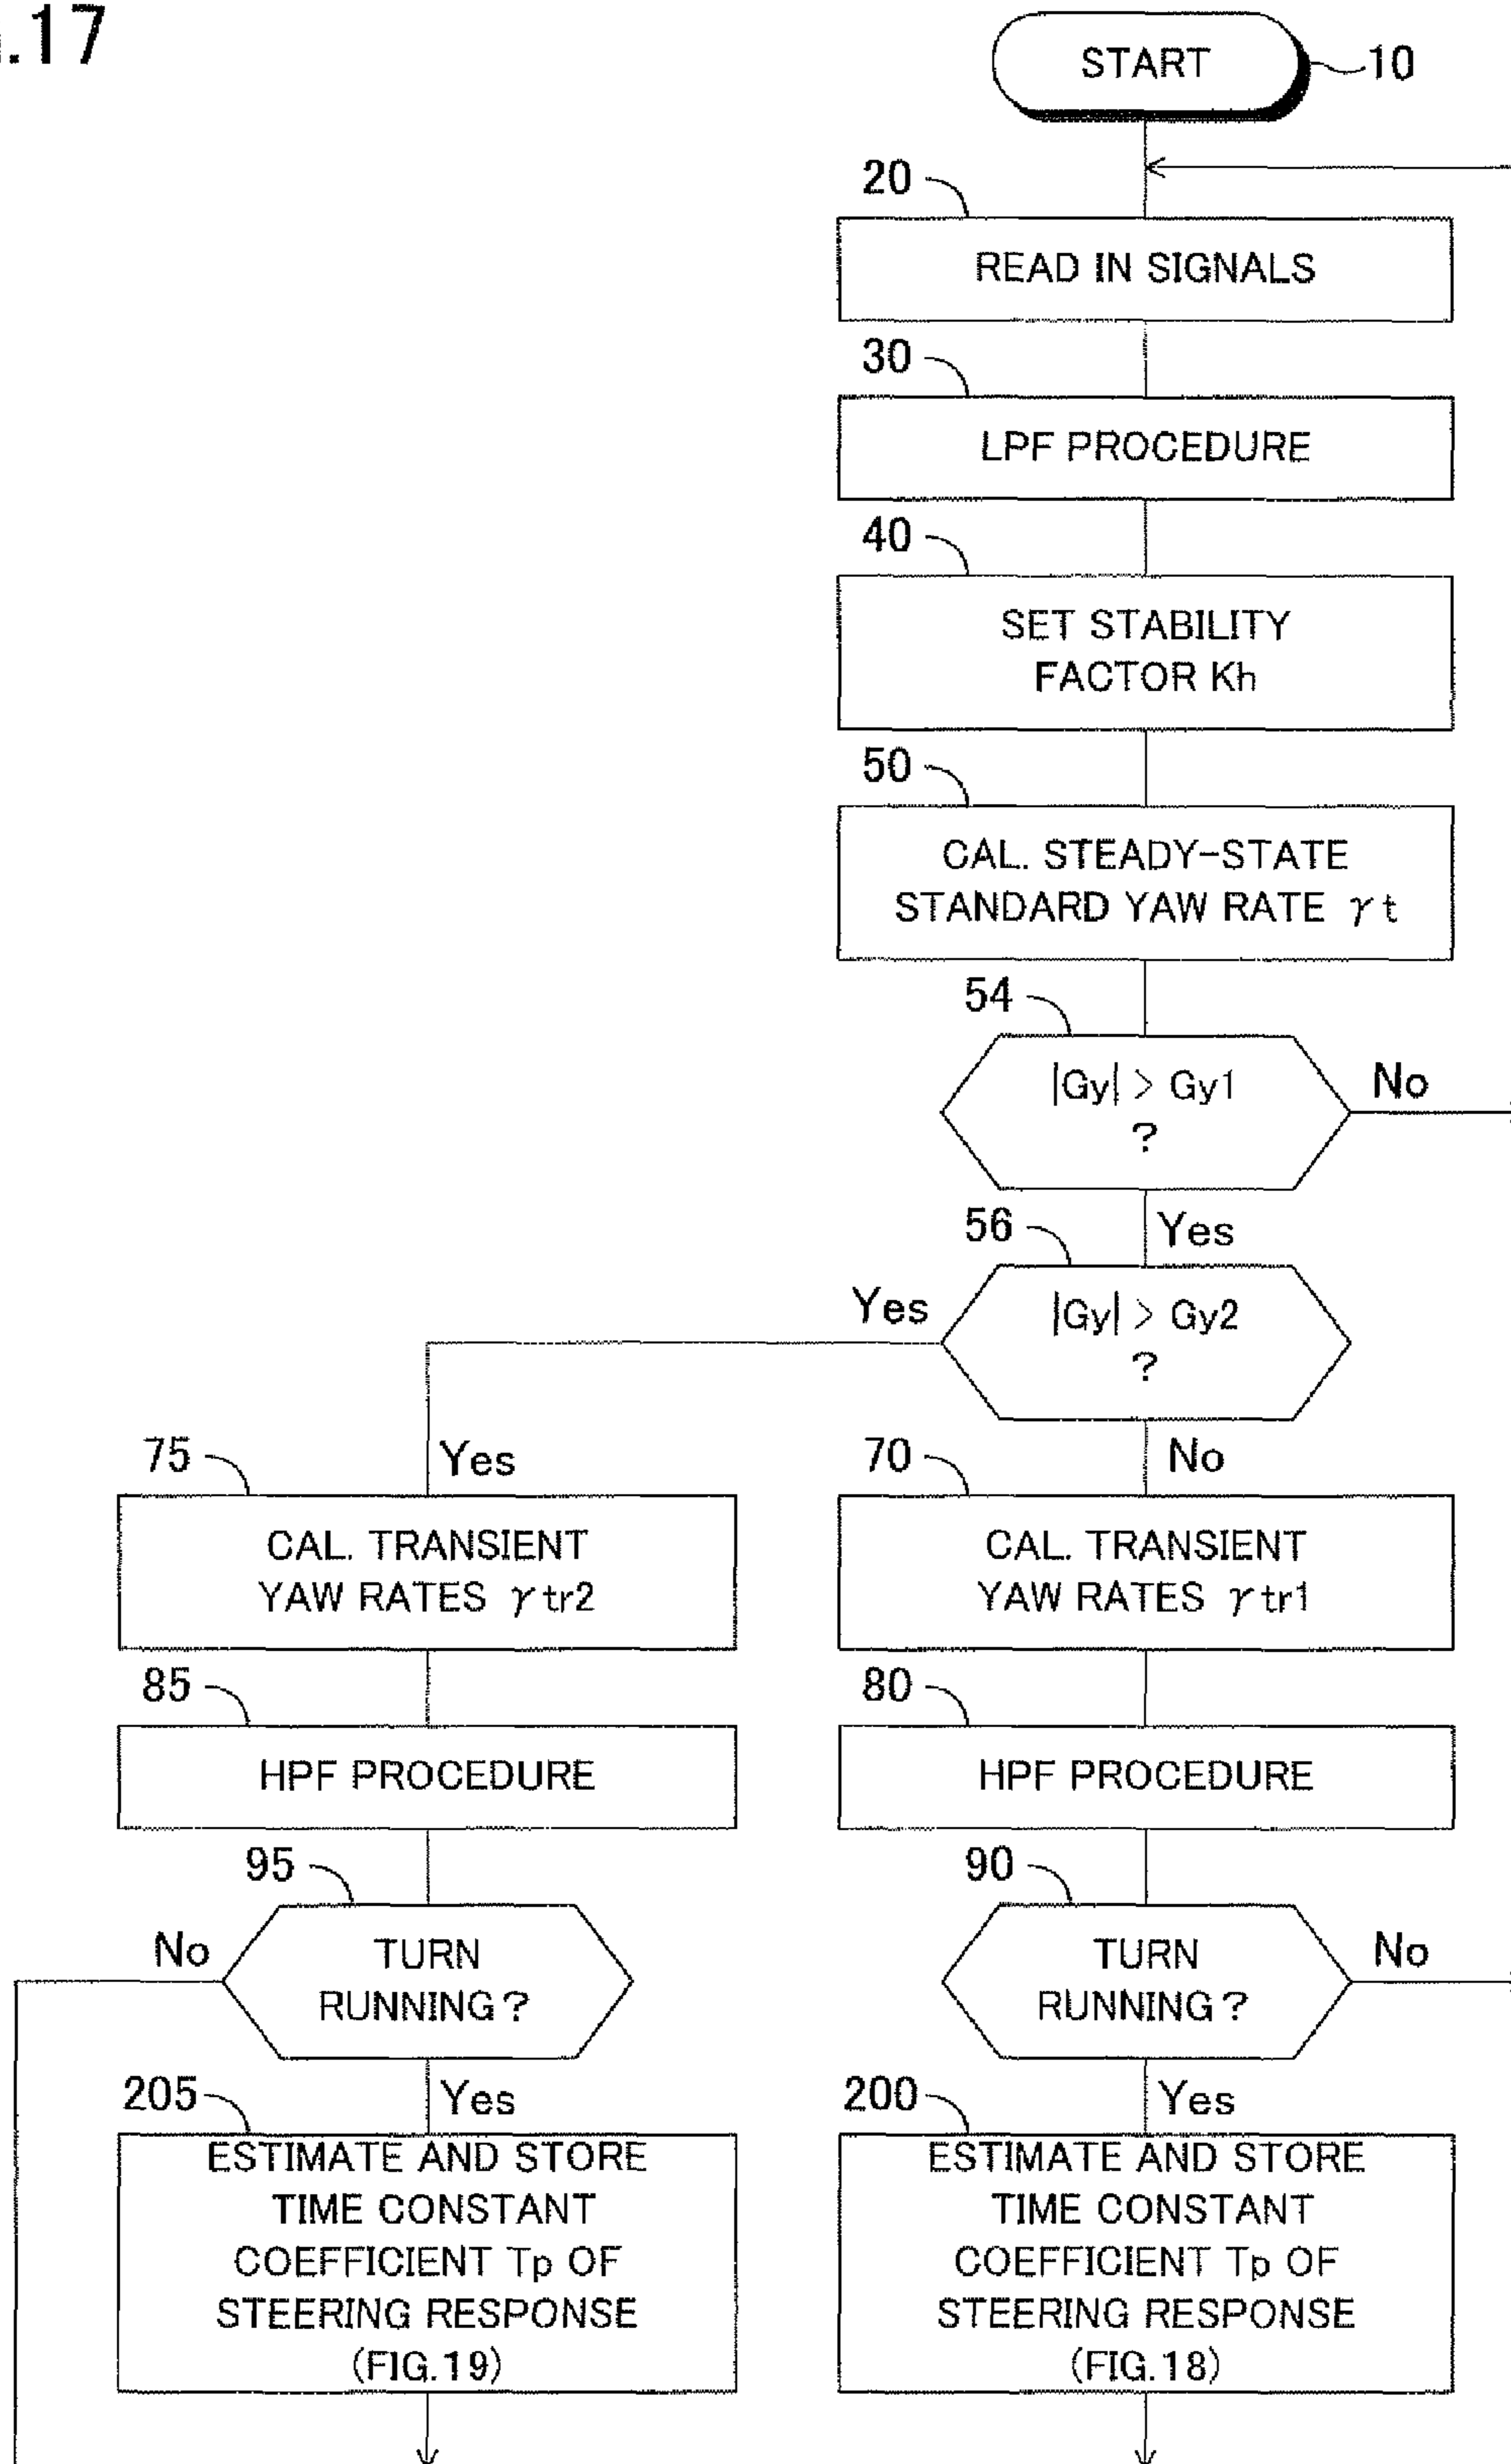 .17
START
10
20
READ IN SIGNALS
30
LPF PROCEDURE
40
SET STABILITY
FACTOR Kh
50
CAL. STEADY-STATE
STANDARD YAW RATE γt
54
|Gy| > Gy1
?
No
Yes
56
|Gy| > Gy2
?
Yes
Yes
No
75
CAL. TRANSIENT
YAW RATES γtr2
70
CAL. TRANSIENT
YAW RATES γtr1
85
HPF PROCEDURE
80
HPF PROCEDURE
95
TURN
RUNNING?
No
Yes
90
TURN
RUNNING?
No
Yes
205
ESTIMATE AND STORE
TIME CONSTANT
COEFFICIENT Tp OF
STEERING RESPONSE
(FIG.19)
200
ESTIMATE AND STORE
TIME CONSTANT
COEFFICIENT Tp OF
STEERING RESPONSE
(FIG.18)